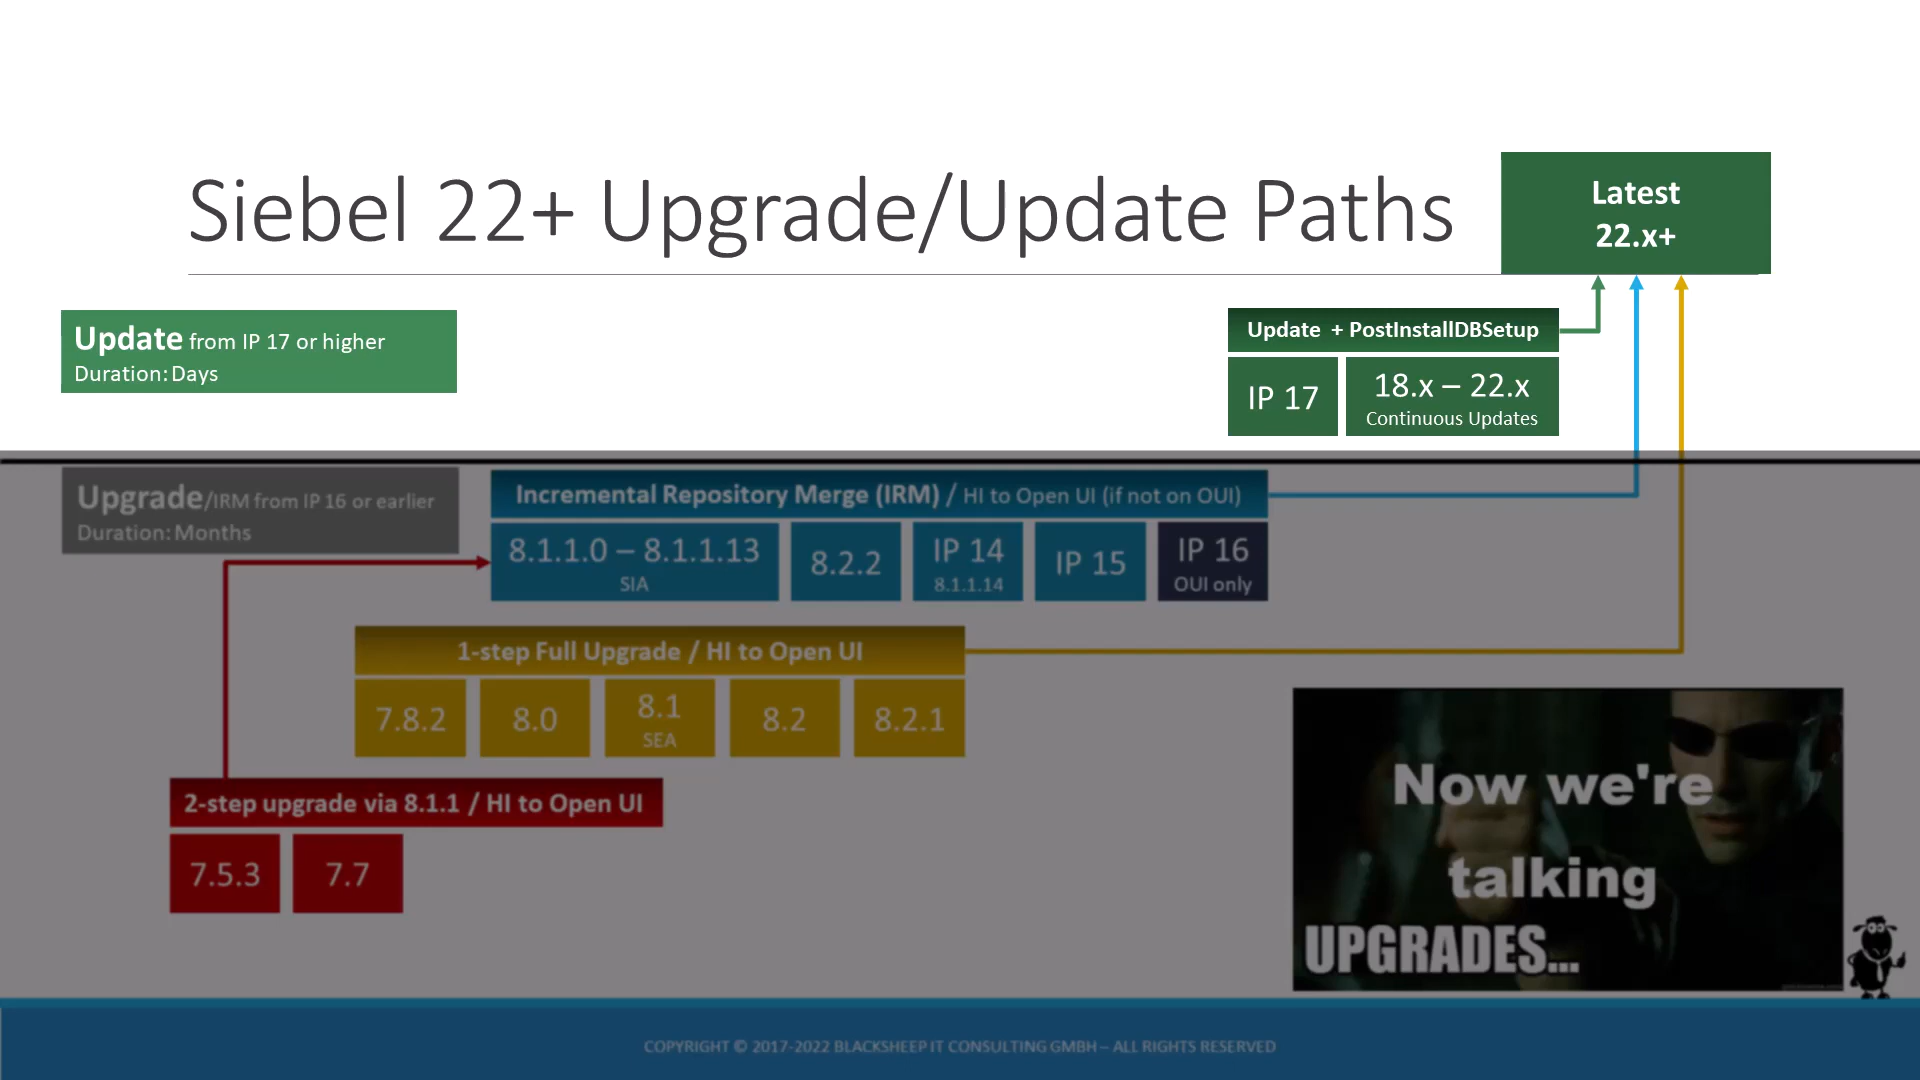 Siebel 22+ Upgrade/Update Paths
Latest
22.x+
Update from IP 17 or higher
Duration: Days
Update + PostInstallDBSetup
IP 17
18.x – 22.x
Continuous Updates
Upgrade/IRM from IP 16 or earlier
Duration: Months
Incremental Repository Merge (IRM) / HI to Open UI (if not on OUI)
8.1.1.0 – 8.1.1.13
SIA
8.2.2
IP 14
8.1.1.14
IP 15
IP 16
OUI only
1-step Full Upgrade / HI to Open UI
7.8.2
8.0
8.1
SEA
8.2
8.2.1
2-step upgrade via 8.1.1 / HI to Open UI
7.5.3
7.7
Now we're
talking
UPGRADES...
COPYRIGHT © 2017-2022 BLACKSHEEP IT CONSULTING GMBH – ALL RIGHTS RESERVED